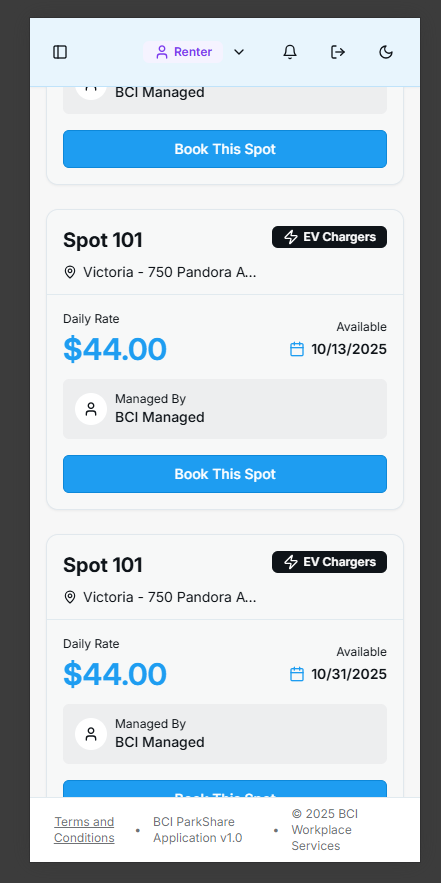 Renter
BCI Managed
Book This Spot
Spot 101
EV Chargers
Victoria - 750 Pandora A...
Daily Rate
Available
$44.00
10/13/2025
Managed By
BCI Managed
Book This Spot
Spot 101
EV Chargers
Victoria - 750 Pandora A...
Daily Rate
Available
$44.00
10/31/2025
Managed By
BCI Managed
Book This Spot
Terms and
Conditions
•
BCI ParkShare
Application v1.0
•
© 2025 BCI
Workplace
Services